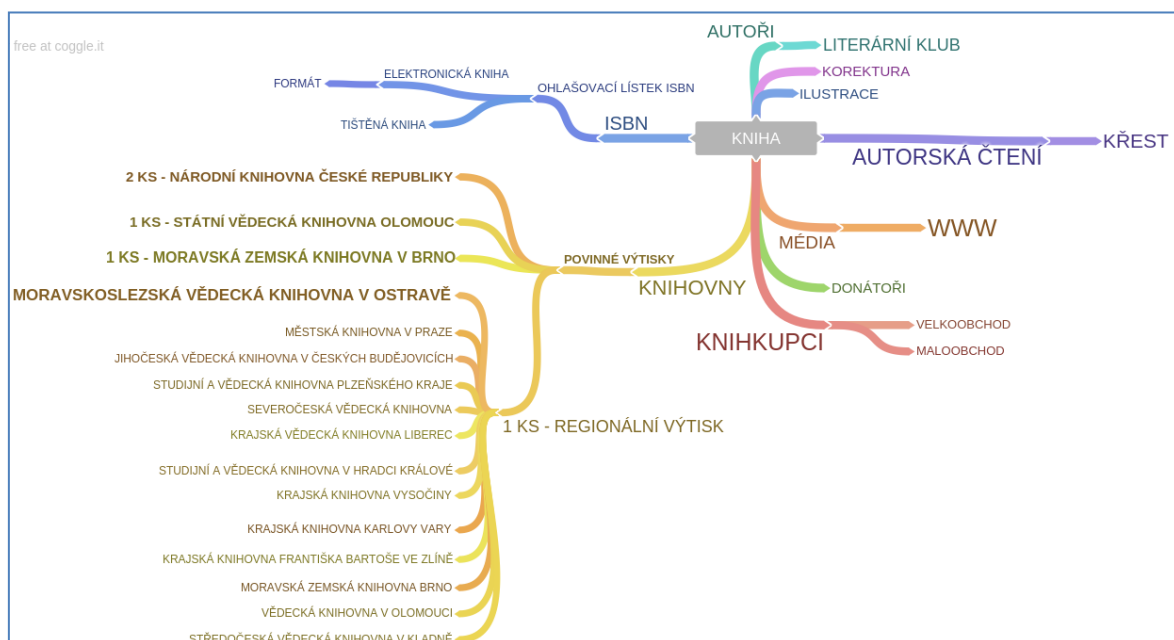 free at coggle.it
AUTOŘI
LITERÁRNÍ KLUB
KOREKTURA
ILUSTRACE
FORMÁT
ELEKTRONICKÁ KNIHA
OHLAŠOVACÍ LÍSTEK ISBN
TIŠTĚNÁ KNIHA
ISBN
KNIHA
AUTORSKÁ ČTENÍ
KŘEST
2 KS - NÁRODNÍ KNIHOVNA ČESKÉ REPUBLIKY
1 KS - STÁTNÍ VĚDECKÁ KNIHOVNA OLOMOUC
1 KS - MORAVSKÁ ZEMSKÁ KNIHOVNA V BRNO
POVINNÉ VÝTISKY
KNIHOVNY
MÉDIA
WWW
DONÁTOŘI
KNIHKUPCI
VELKOOBCHOD
MALOOBCHOD
MORAVSKOSLEZSKÁ VĚDECKÁ KNIHOVNA V OSTRAVĚ
MĚSTSKÁ KNIHOVNA V PRAZE
JIHOČESKÁ VĚDECKÁ KNIHOVNA V ČESKÝCH BUDĚJOVICÍCH
STUDIJNÍ A VĚDECKÁ KNIHOVNA PLZEŇSKÉHO KRAJE
SEVEROČESKÁ VĚDECKÁ KNIHOVNA
1 KS - REGIONÁLNÍ VÝTISK
KRAJSKÁ VĚDECKÁ KNIHOVNA LIBEREC
STUDIJNÍ A VĚDECKÁ KNIHOVNA V HRADCI KRÁLOVÉ
KRAJSKÁ KNIHOVNA VYSOČINY
KRAJSKÁ KNIHOVNA KARLOVY VARY
KRAJSKÁ KNIHOVNA FRANTIŠKA BARTOŠE VE ZLÍNĚ
MORAVSKÁ ZEMSKÁ KNIHOVNA BRNO
VĚDECKÁ KNIHOVNA V OLOMOUCI
STŘEDOČESKÁ VĚDECKÁ KNIHOVNA V KLADNĚ